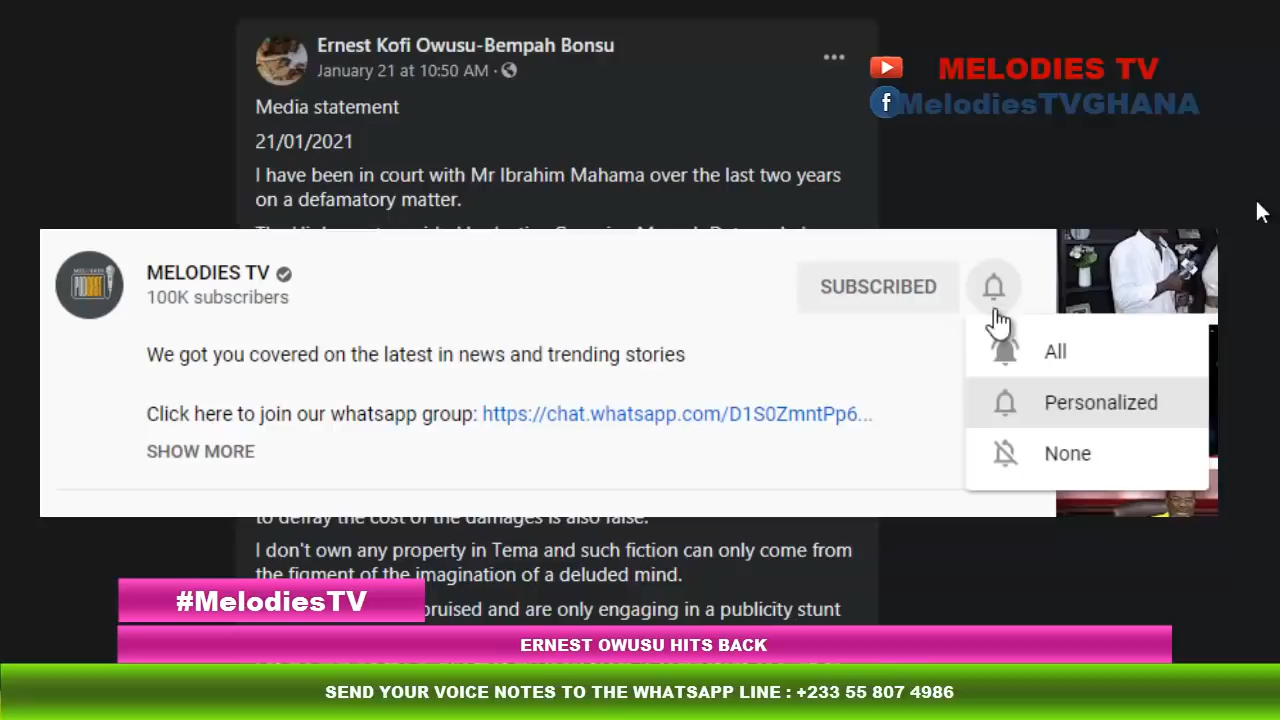 Ernest Kofi Owusu-Bempah Bonsu
January 21 at 10:50 AM ·
MELODIES TV
MelodiesTVGHANA
Media statement
21/01/2021
I have been in court with Mr Ibrahim Mahama over the last two years
on a defamatory matter.
MELODIES TV
100K subscribers
SUBSCRIBED
We got you covered on the latest in news and trending stories
Click here to join our whatsapp group: https://chat.whatsapp.com/D1S0ZmntPp6...
SHOW MORE
All
Personalized
None
to defray the cost of the damages is also false.
I don't own any property in Tema and such fiction can only come from
the figment of the imagination of a deluded mind.
bruised and are only engaging in a publicity stunt
#MelodiesTV
ERNEST OWUSU HITS BACK
SEND YOUR VOICE NOTES TO THE WHATSAPP LINE : +233 55 807 4986